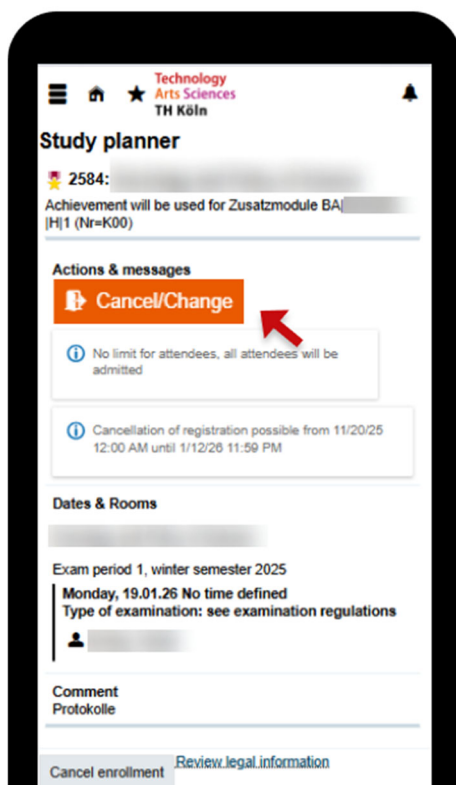 Technology
Arts Sciences
TH Köln
Study planner
2584:
Achievement will be used for Zusatzmodule BA|
|H|1 (Nr=K00)
Actions & messages
Cancel/Change
No limit for attendees, all attendees will be
admitted
Cancellation of registration possible from 11/20/25
12:00 AM until 1/12/26 11:59 PM
Dates & Rooms
Exam period 1, winter semester 2025
Monday, 19.01.26 No time defined
Type of examination: see examination regulations
Comment
Protokolle
Review legal information
Cancel enrollment